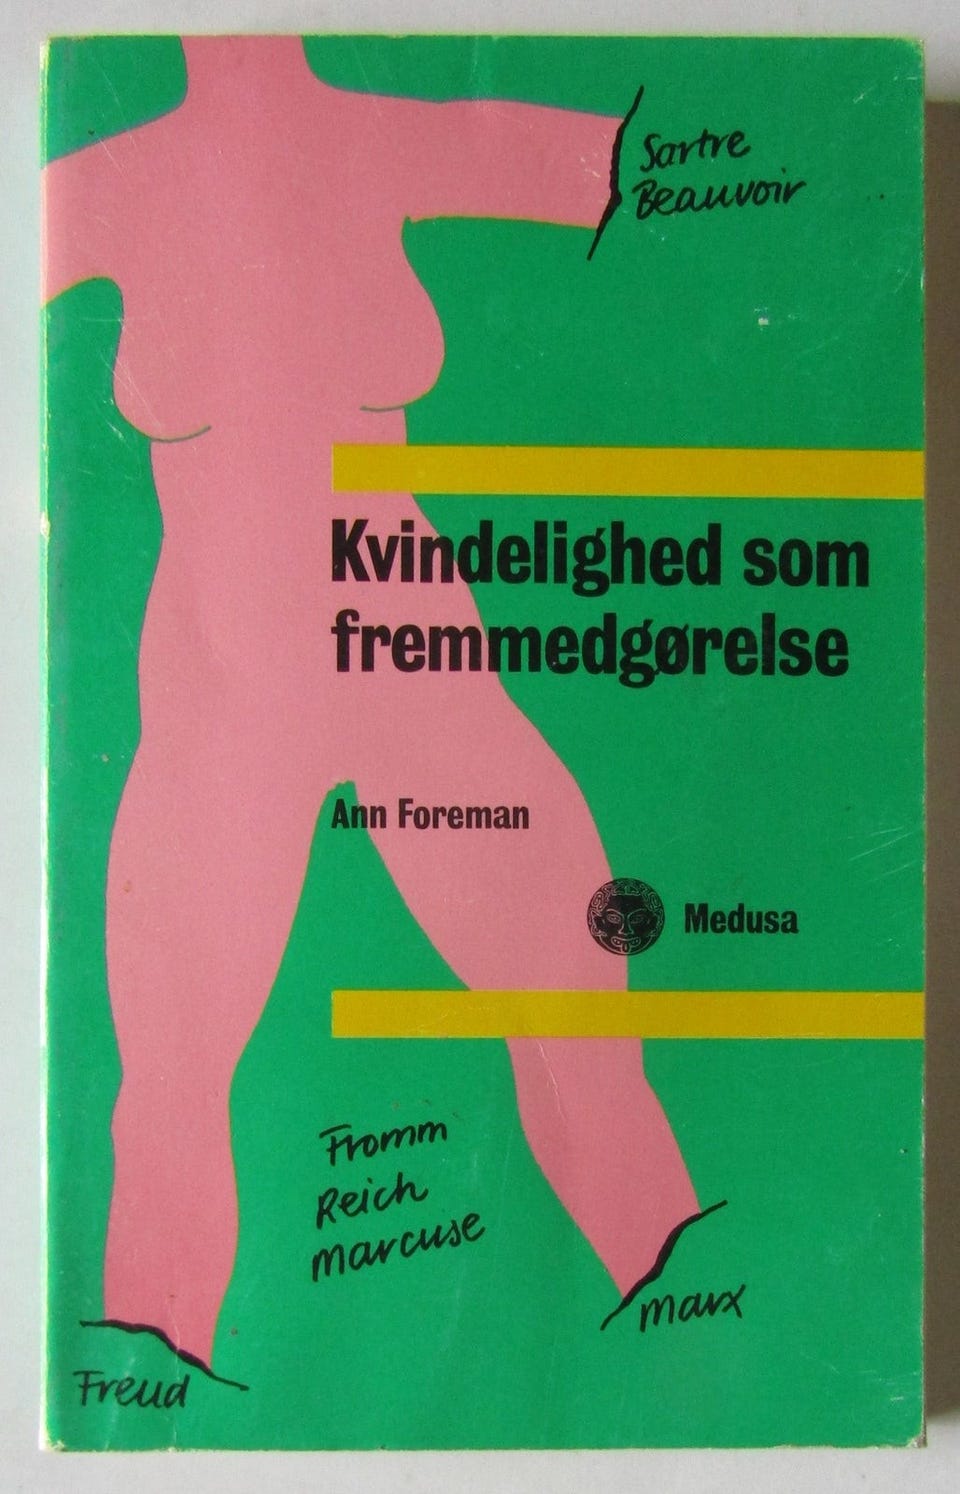 Sartre
Beauvoir
Kvindelighed som
fremmedgørelse
Ann Foreman
Medusa
Fromm
Reich
Marcuse
Marx
Freud